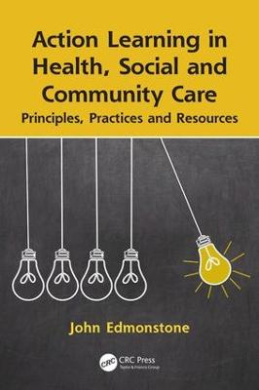 Action Learning in
Health, Social and
Community Care
Principles, Practices and Resources
John Edmonstone
CRC Press
Taylor & Francis Group